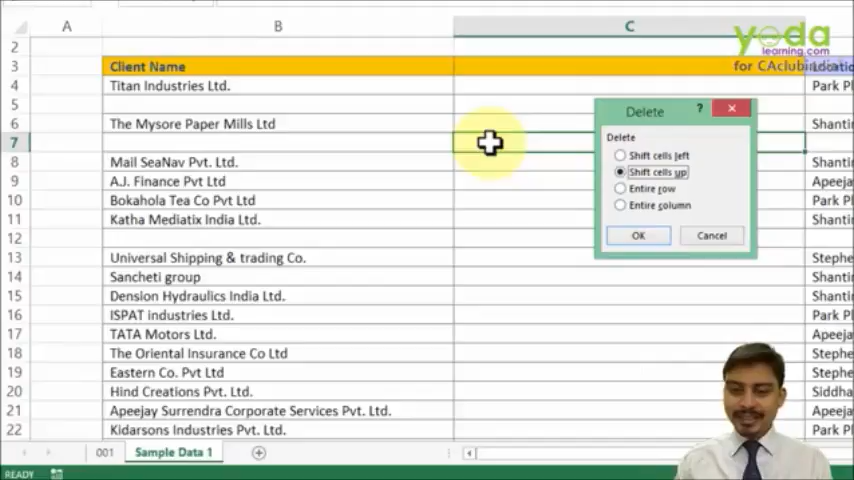 A B C
yoda
learning.com
for CAclubindia
2
3 Client Name Locatio
4 Titan Industries Ltd. Park Pl
5
6 The Mysore Paper Mills Ltd Shantin
7
8 Mail SeaNav Pvt. Ltd. Shantin
9 A.J. Finance Pvt Ltd Apeeja
10 Bokahola Tea Co Pvt Ltd Park Pl
11 Katha Mediatix India Ltd. Shantin
12
13 Universal Shipping & trading Co. Stephe
14 Sancheti group Shantin
15 Dension Hydraulics India Ltd. Shantin
16 ISPAT industries Ltd. Park Pl
17 TATA Motors Ltd. Apeeja
18 The Oriental Insurance Co Ltd Stephe
19 Eastern Co. Pvt Ltd Stephe
20 Hind Creations Pvt. Ltd. Siddha
21 Apeejay Surrendra Corporate Services Pvt. Ltd. Apeeja
22 Kidarsons Industries Pvt. Ltd. Park Pl
Delete ?
Delete
Shift cells left
Shift cells up
Entire row
Entire column
OK Cancel
001 Sample Data 1
READY